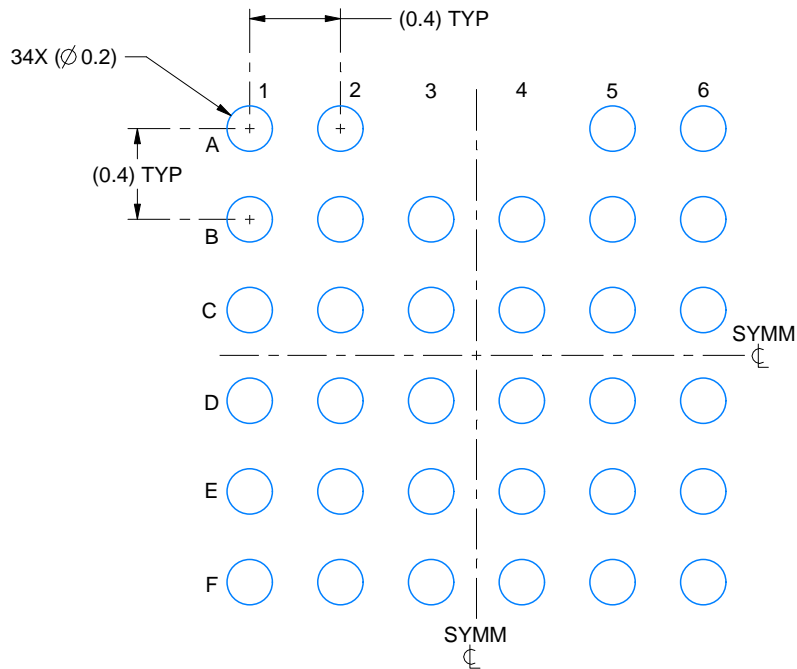 (0.4) TYP
34X (∅ 0.2)
1 2 3 4 5 6
A
(0.4) TYP
B
C
SYMM
℄
D
E
F
SYMM
℄